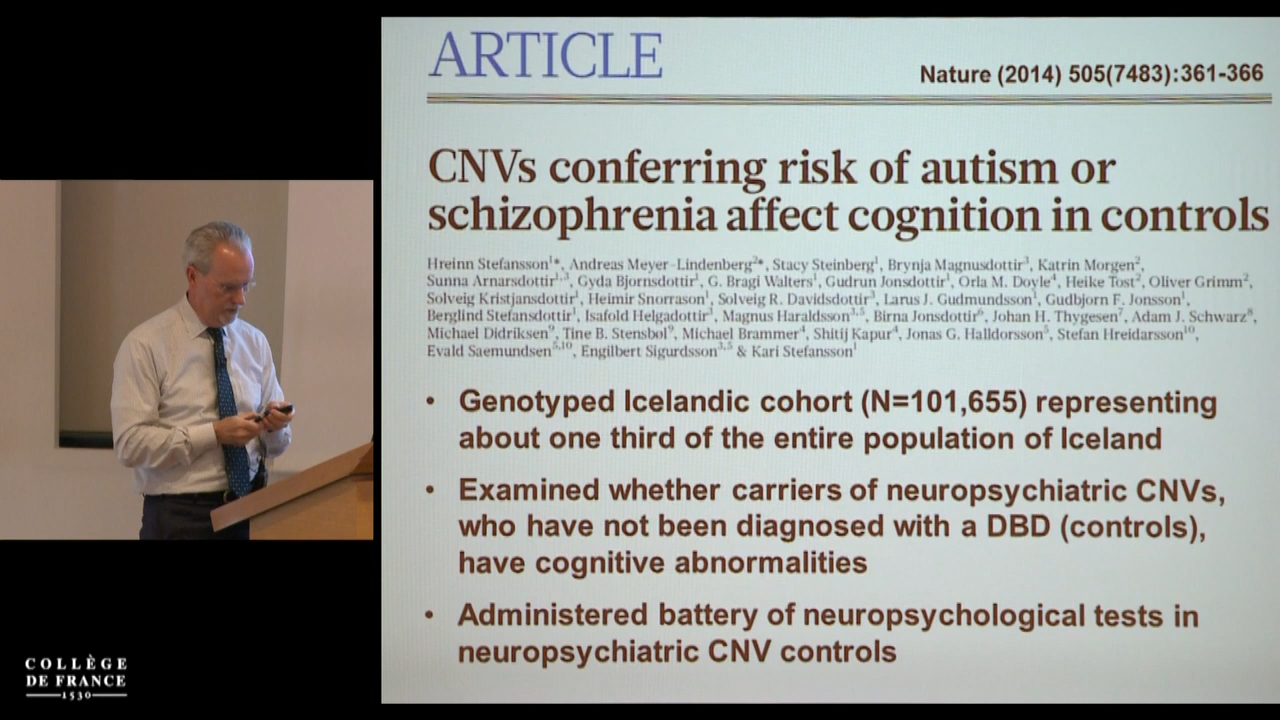 ARTICLE
Nature (2014) 505(7483):361-366
CNVs conferring risk of autism or
schizophrenia affect cognition in controls
Hreinn Stefansson¹*, Andreas Meyer-Lindenberg²*, Stacy Steinberg¹, Brynja Magnusdottir³, Katrin Morgen²,
Sunna Arnarsdottir¹,³, Gyda Bjornsdottir¹, G. Bragi Walters¹, Gudrun Jonsdottir¹, Orla M. Doyle⁴, Heike Tost², Oliver Grimm²,
Solveig Kristjansdottir¹, Heimir Snorrason¹, Solveig R. Davidsdottir³, Larus J. Gudmundsson¹, Gudbjorn F. Jonsson¹,
Berglind Stefansdottir¹, Isafold Helgadottir³, Magnus Haraldsson³,⁵, Birna Jonsdottir⁶, Johan H. Thygesen⁷, Adam J. Schwarz⁸,
Michael Didriksen⁹, Tine B. Stensbol⁹, Michael Brammer⁴, Shitij Kapur⁴, Jonas G. Halldorsson⁵, Stefan Hreidarsson¹⁰,
Evald Saemundsen⁵,¹⁰, Engilbert Sigurdsson³,⁵ & Kari Stefansson¹
• Genotyped Icelandic cohort (N=101,655) representing
about one third of the entire population of Iceland
• Examined whether carriers of neuropsychiatric CNVs,
who have not been diagnosed with a DBD (controls),
have cognitive abnormalities
• Administered battery of neuropsychological tests in
neuropsychiatric CNV controls
COLLÈGE
DE FRANCE
1530